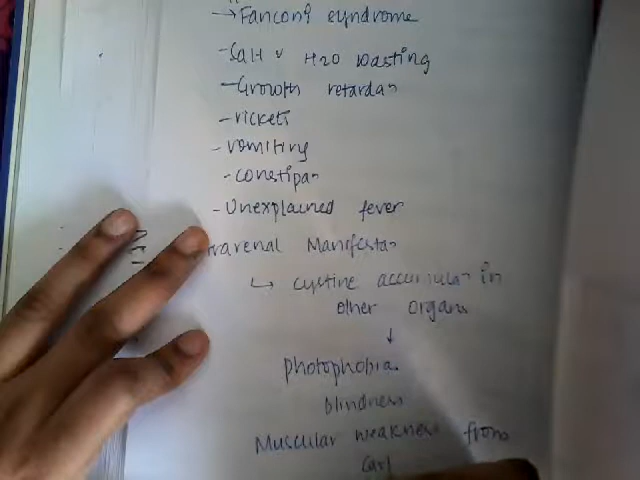 → Fanconi syndrome
- Salt & H2O wasting
- Growth retardan
- rickets
- vomiting
- constipan
- Unexplained fever
rarenal Manifestan
↳ cystine accumulan in
other organs
↓
Photophobia
blindness
Muscular weakness from